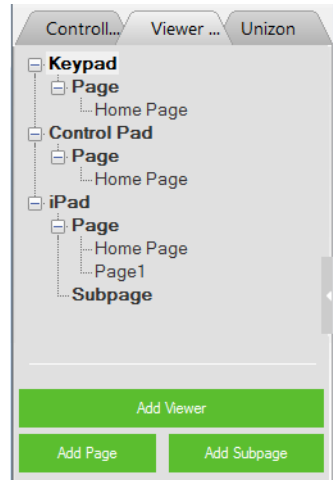 Controll... Viewer ... Unizon
Keypad
Page
Home Page
Control Pad
Page
Home Page
iPad
Page
Home Page
Page1
Subpage
Add Viewer
Add Page Add Subpage